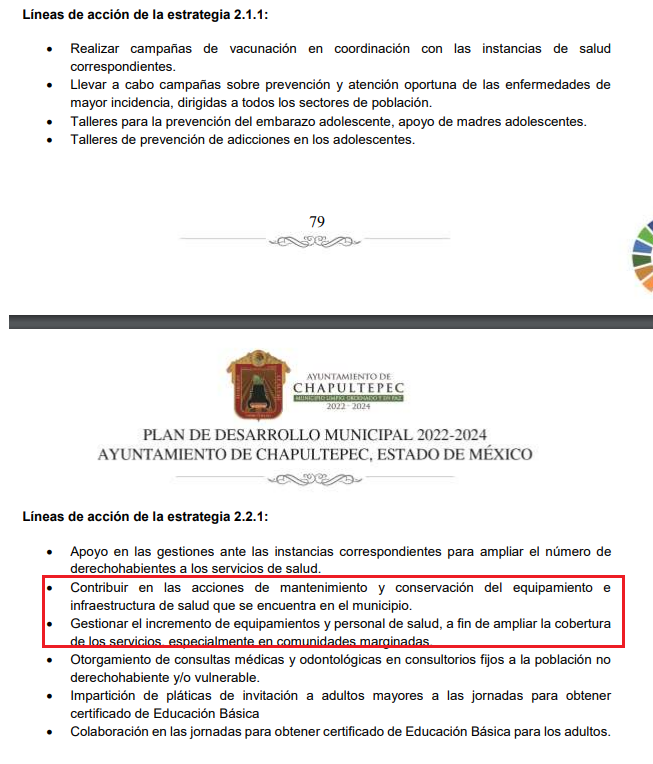 Líneas de acción de la estrategia 2.1.1:
• Realizar campañas de vacunación en coordinación con las instancias de salud
correspondientes.
• Llevar a cabo campañas sobre prevención y atención oportuna de las enfermedades de
mayor incidencia, dirigidas a todos los sectores de población.
• Talleres para la prevención del embarazo adolescente, apoyo de madres adolescentes.
• Talleres de prevención de adicciones en los adolescentes.
79
AYUNTAMIENTO DE
CHAPULTEPEC
MUNICIPIO LIMPIO, ORDENADO Y EN PAZ
2022 - 2024
PLAN DE DESARROLLO MUNICIPAL 2022-2024
AYUNTAMIENTO DE CHAPULTEPEC, ESTADO DE MÉXICO
Líneas de acción de la estrategia 2.2.1:
• Apoyo en las gestiones ante las instancias correspondientes para ampliar el número de
derechohabientes a los servicios de salud.
• Contribuir en las acciones de mantenimiento y conservación del equipamiento e
infraestructura de salud que se encuentra en el municipio.
• Gestionar el incremento de equipamientos y personal de salud, a fin de ampliar la cobertura
de los servicios, especialmente en comunidades marginadas.
• Otorgamiento de consultas médicas y odontológicas en consultorios fijos a la población no
derechohabiente y/o vulnerable.
• Impartición de pláticas de invitación a adultos mayores a las jornadas para obtener
certificado de Educación Básica
• Colaboración en las jornadas para obtener certificado de Educación Básica para los adultos.